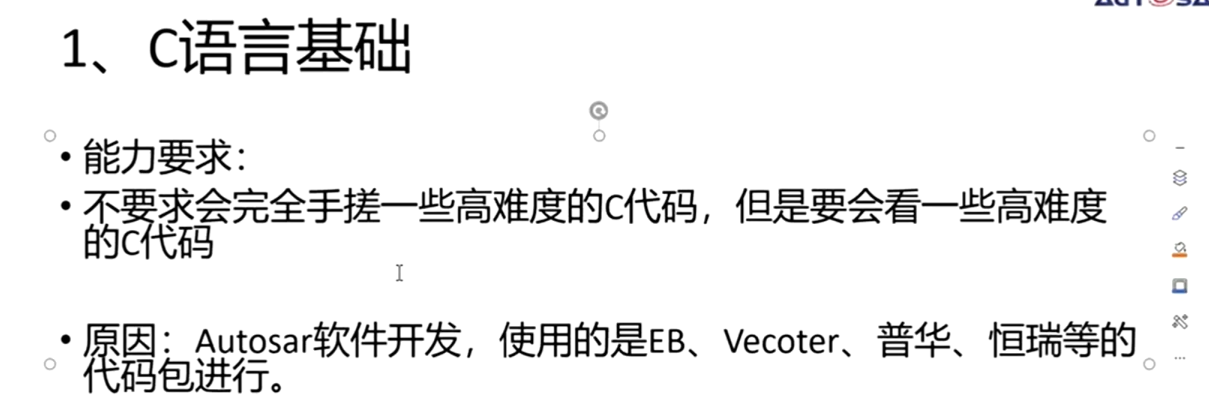 1、C语言基础
• 能力要求：
• 不要求会完全手搓一些高难度的C代码，但是要会看一些高难度
的C代码
• 原因：Autosar软件开发，使用的是EB、Vecoter、普华、恒瑞等的
代码包进行。